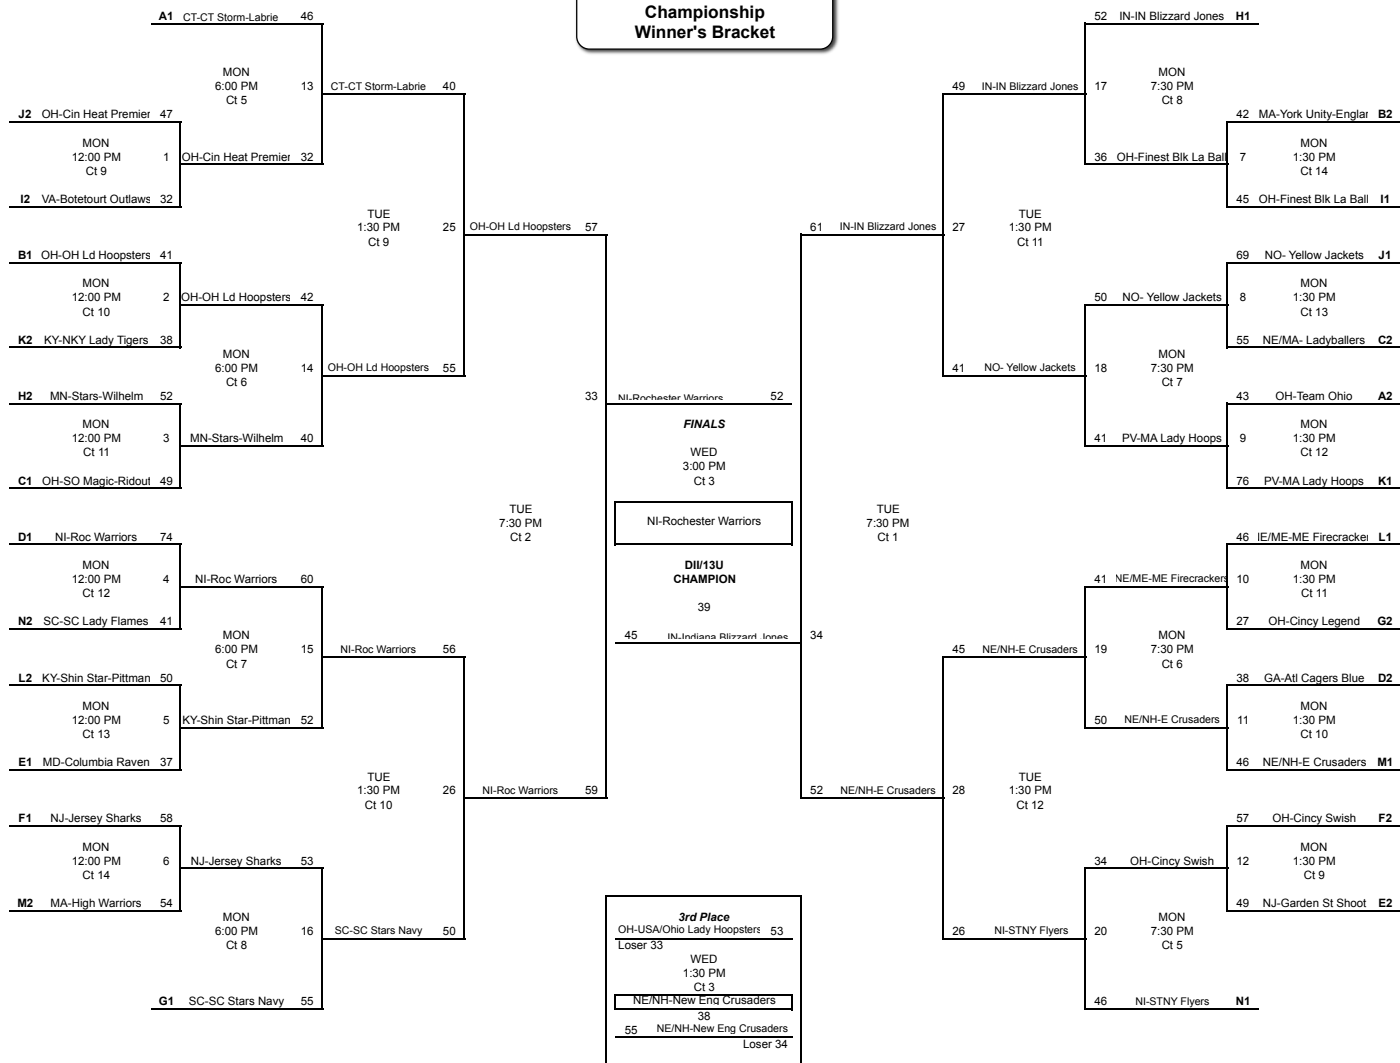 Championship
Winner's Bracket
A1 CT-CT Storm-Labrie 46
MON
6:00 PM 13
Ct 5
CT-CT Storm-Labrie 40
J2 OH-Cin Heat Premier 47
MON
12:00 PM 1
Ct 9
OH-Cin Heat Premier 32
I2 VA-Botetourt Outlaws 32
TUE
1:30 PM 25
Ct 9
OH-OH Ld Hoopsters 57
B1 OH-OH Ld Hoopsters 41
MON
12:00 PM 2
Ct 10
OH-OH Ld Hoopsters 42
K2 KY-NKY Lady Tigers 38
MON
6:00 PM 14
Ct 6
OH-OH Ld Hoopsters 55
H2 MN-Stars-Wilhelm 52
MON
12:00 PM 3
Ct 11
MN-Stars-Wilhelm 40
C1 OH-SO Magic-Ridout 49
TUE
7:30 PM
Ct 2
33
D1 NI-Roc Warriors 74
MON
12:00 PM 4
Ct 12
NI-Roc Warriors 60
N2 SC-SC Lady Flames 41
MON
6:00 PM 15
Ct 7
NI-Roc Warriors 56
L2 KY-Shin Star-Pittman 50
MON
12:00 PM 5
Ct 13
KY-Shin Star-Pittman 52
E1 MD-Columbia Raven 37
TUE
1:30 PM 26
Ct 10
NI-Roc Warriors 59
F1 NJ-Jersey Sharks 58
MON
12:00 PM 6
Ct 14
NJ-Jersey Sharks 53
M2 MA-High Warriors 54
MON
6:00 PM 16
Ct 8
SC-SC Stars Navy 50
G1 SC-SC Stars Navy 55
NI-Rochester Warriors 52
FINALS
WED
3:00 PM
Ct 3
NI-Rochester Warriors
DII/13U
CHAMPION
39
45 IN-Indiana Blizzard Jones
3rd Place
OH-USA/Ohio Lady Hoopsters 53
Loser 33
WED
1:30 PM
Ct 3
NE/NH-New Eng Crusaders
38
55 NE/NH-New Eng Crusaders
Loser 34
52 IN-IN Blizzard Jones H1
MON
17 7:30 PM
Ct 8
49 IN-IN Blizzard Jones
42 MA-York Unity-Englar B2
MON
7 1:30 PM
Ct 14
36 OH-Finest Blk La Ball
45 OH-Finest Blk La Ball I1
TUE
27 1:30 PM
Ct 11
61 IN-IN Blizzard Jones
69 NO- Yellow Jackets J1
MON
8 1:30 PM
Ct 13
50 NO- Yellow Jackets
55 NE/MA- Ladyballers C2
MON
18 7:30 PM
Ct 7
41 NO- Yellow Jackets
43 OH-Team Ohio A2
MON
9 1:30 PM
Ct 12
41 PV-MA Lady Hoops
76 PV-MA Lady Hoops K1
TUE
7:30 PM
Ct 1
34
46 IE/ME-ME Firecracker L1
MON
10 1:30 PM
Ct 11
41 NE/ME-ME Firecrackers
27 OH-Cincy Legend G2
MON
19 7:30 PM
Ct 6
45 NE/NH-E Crusaders
38 GA-Atl Cagers Blue D2
MON
11 1:30 PM
Ct 10
50 NE/NH-E Crusaders
46 NE/NH-E Crusaders M1
TUE
28 1:30 PM
Ct 12
52 NE/NH-E Crusaders
57 OH-Cincy Swish F2
MON
12 1:30 PM
Ct 9
34 OH-Cincy Swish
49 NJ-Garden St Shoot E2
MON
20 7:30 PM
Ct 5
26 NI-STNY Flyers
46 NI-STNY Flyers N1